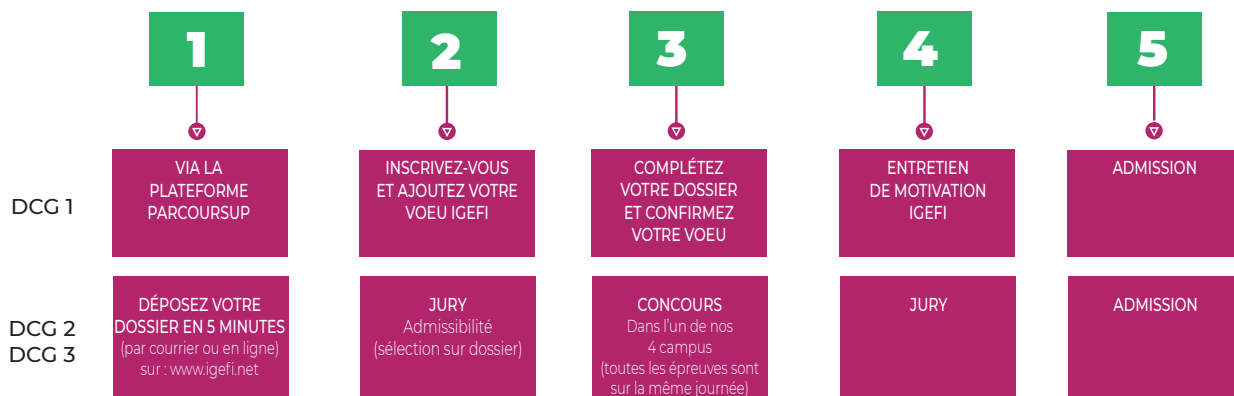 1
2
3
4
5
DCG 1
VIA LA
PLATEFORME
PARCOURSUP
INSCRIVEZ-VOUS
ET AJOUTEZ VOTRE
VOEU IGEFI
COMPLÉTEZ
VOTRE DOSSIER
ET CONFIRMEZ
VOTRE VOEU
ENTRETIEN
DE MOTIVATION
IGEFI
ADMISSION
DCG 2
DCG 3
DÉPOSEZ VOTRE
DOSSIER EN 5 MINUTES
(par courrier ou en ligne)
sur : www.igefi.net
JURY
Admissibilité
(sélection sur dossier)
CONCOURS
Dans l'un de nos
4 campus
(toutes les épreuves sont
sur la même journée)
JURY
ADMISSION